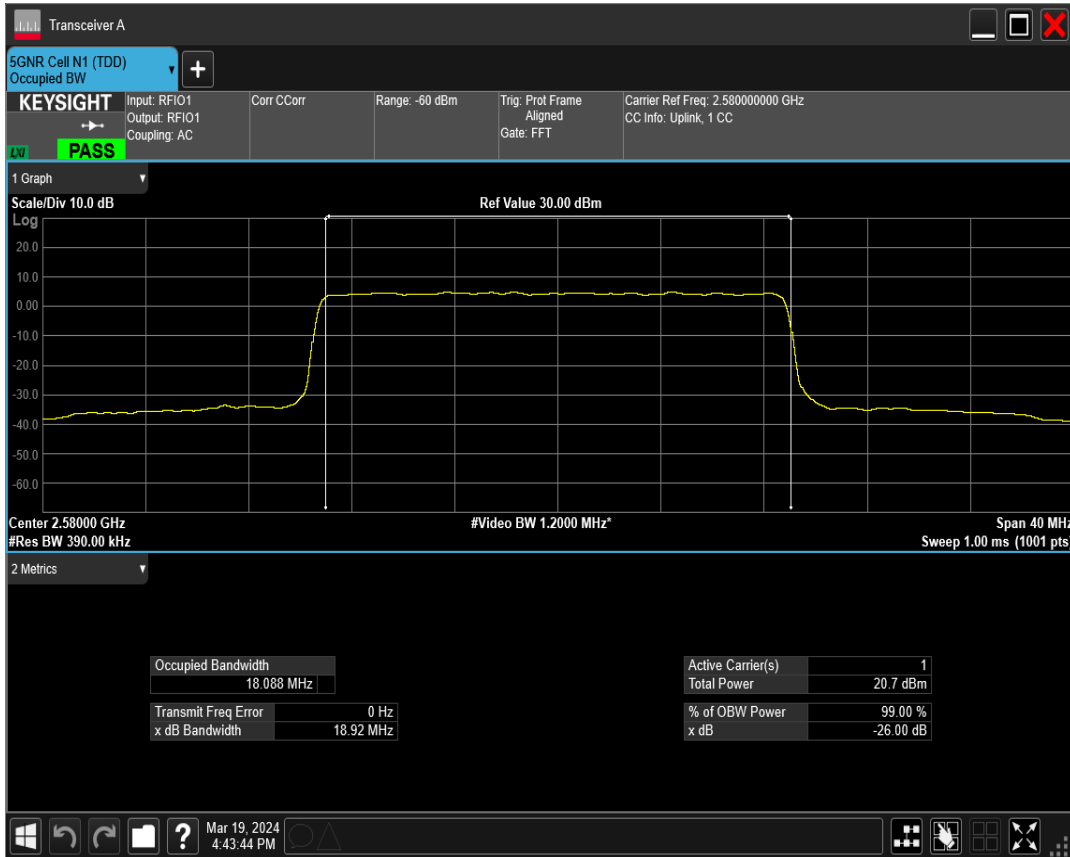 Transceiver A
5GNR Cell N1 (TDD)
Occupied BW
+
KEYSIGHT
LXI
PASS
Input: RFIO1
Output: RFIO1
Coupling: AC
Corr CCorr
Range: -60 dBm
Trig: Prot Frame
Aligned
Gate: FFT
Carrier Ref Freq: 2.580000000 GHz
CC Info: Uplink, 1 CC
1 Graph
Scale/Div 10.0 dB
Ref Value 30.00 dBm
Log
20.0
10.0
0.00
-10.0
-20.0
-30.0
-40.0
-50.0
-60.0
Center 2.58000 GHz
#Video BW 1.2000 MHz*
Span 40 MHz
#Res BW 390.00 kHz
Sweep 1.00 ms (1001 pts)
2 Metrics
Occupied Bandwidth
18.088 MHz
Transmit Freq Error 0 Hz
x dB Bandwidth 18.92 MHz
Active Carrier(s) 1
Total Power 20.7 dBm
% of OBW Power 99.00 %
x dB -26.00 dB
?
Mar 19, 2024
4:43:44 PM